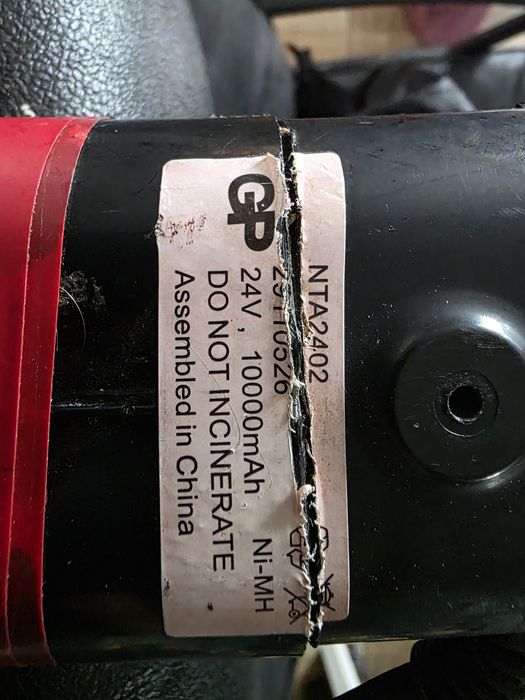 GP
NTA2402
24V , 10000mAh Ni-MH
DO NOT INCINERATE
Assembled in China